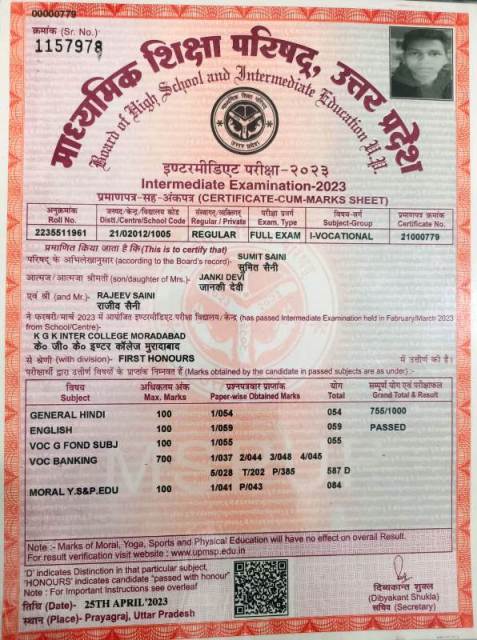 00000779
क्रमांक (Sr. No.)
1157978
माध्यमिक शिक्षा परिषद्, उत्तर प्रदेश
Board of High School and Intermediate Education U.P.
इण्टरमीडिएट परीक्षा-२०२३
Intermediate Examination-2023
प्रमाणपत्र-सह-अंकपत्र (CERTIFICATE-CUM-MARKS SHEET)
अनुक्रमांक जनपद/केन्द्र/विद्यालय कोड संस्थागत/व्यक्तिगत परीक्षा प्रवर्ग विषय-वर्ग प्रमाणपत्र क्रमांक
Roll No. Distt./Centre/School Code Regular / Private Exam. Type Subject-Group Certificate No.
2235511961 21/02012/1005 REGULAR FULL EXAM I-VOCATIONAL 21000779
प्रमाणित किया जाता है कि(This is to certify that)
परिषद् के अभिलेखानुसार (according to the Board's record)- SUMIT SAINI
सुमित सैनी
आत्मज / आत्मजा श्रीमती (son/daughter of Mrs.)- JANKI DEVI
जानकी देवी
एवं श्री (and Mr.)- RAJEEV SAINI
राजीव सैनी
ने फरवरी/मार्च 2023 में आयोजित इण्टरमीडिएट परीक्षा विद्यालय/केन्द्र (has passed Intermediate Examination held in February/March 2023
from School/Centre)-
K G K INTER COLLEGE MORADABAD
के० जी० के० इण्टर कॉलेज मुरादाबाद
से श्रेणी (with division)- FIRST HONOURS में उत्तीर्ण की है।
परीक्षार्थी द्वारा उत्तीर्ण विषयों के प्राप्तांक निम्नवत हैं (Marks obtained by the candidate in passed subjects are as under):-
विषय अधिकतम अंक प्रश्नपत्रवार प्राप्तांक योग सम्पूर्ण योग एवं परीक्षाफल
Subject Max. Marks Paper-wise Obtained Marks Total Grand Total & Result
GENERAL HINDI 100 1/054 054 755/1000
ENGLISH 100 1/059 059 PASSED
VOC G FOND SUBJ 100 1/055 055
VOC BANKING 700 1/037 2/044 3/048 4/045
5/028 T/202 P/385 587 D
MORAL Y.S&P.EDU 100 1/041 P/043 084
Note :- Marks of Moral, Yoga, Sports and Physical Education will have no effect on overall Result.
For result verification visit website : www.upmsp.edu.in
'D' indicates Distinction in that particular subject,
'HONOURS' indicates candidate "passed with honour"
Note : For Important Instructions see overleaf
तिथि (Date)- 25TH APRIL'2023
स्थान (Place)- Prayagraj, Uttar Pradesh
दिव्यकान्त शुक्ल
(Dibyakant Shukla)
सचिव (Secretary)